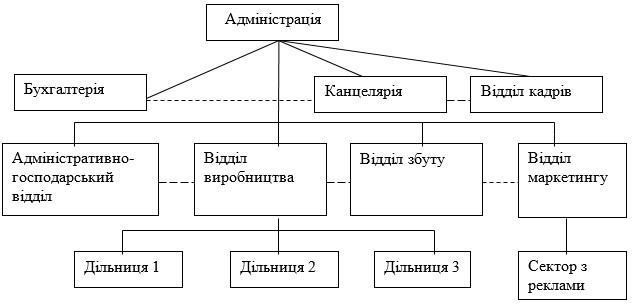 Адміністрація
Бухгалтерія
Канцелярія
Відділ кадрів
Адміністративно-
господарський
відділ
Відділ
виробництва
Відділ збуту
Відділ
маркетингу
Дільниця 1
Дільниця 2
Дільниця 3
Сектор з
реклами